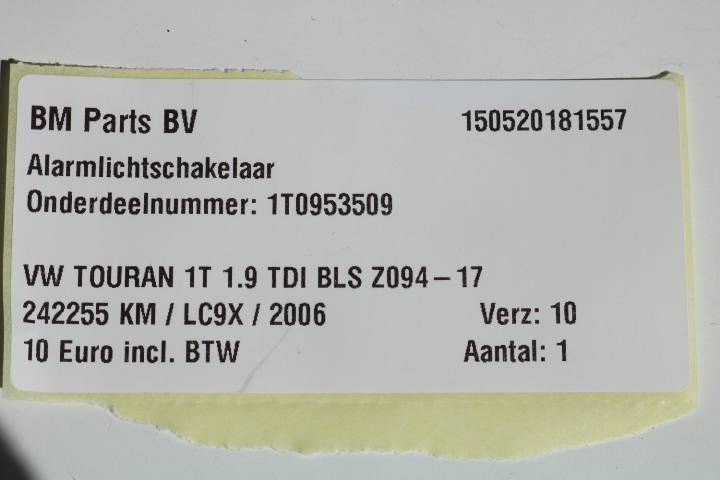 BM Parts BV 150520181557
Alarmlichtschakelaar
Onderdeelnummer: 1T0953509
VW TOURAN 1T 1.9 TDI BLS Z094-17
242255 KM / LC9X / 2006 Verz: 10
10 Euro incl. BTW Aantal: 1